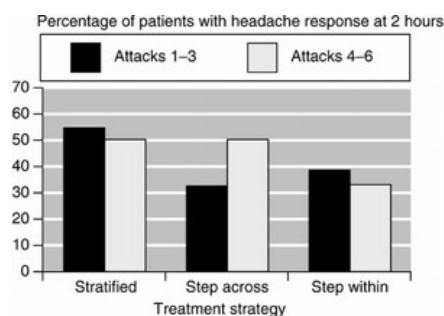 Percentage of patients with headache response at 2 hours
Attacks 1–3 Attacks 4–6
70
60
50
40
30
20
10
0
Stratified Step across Step within
Treatment strategy